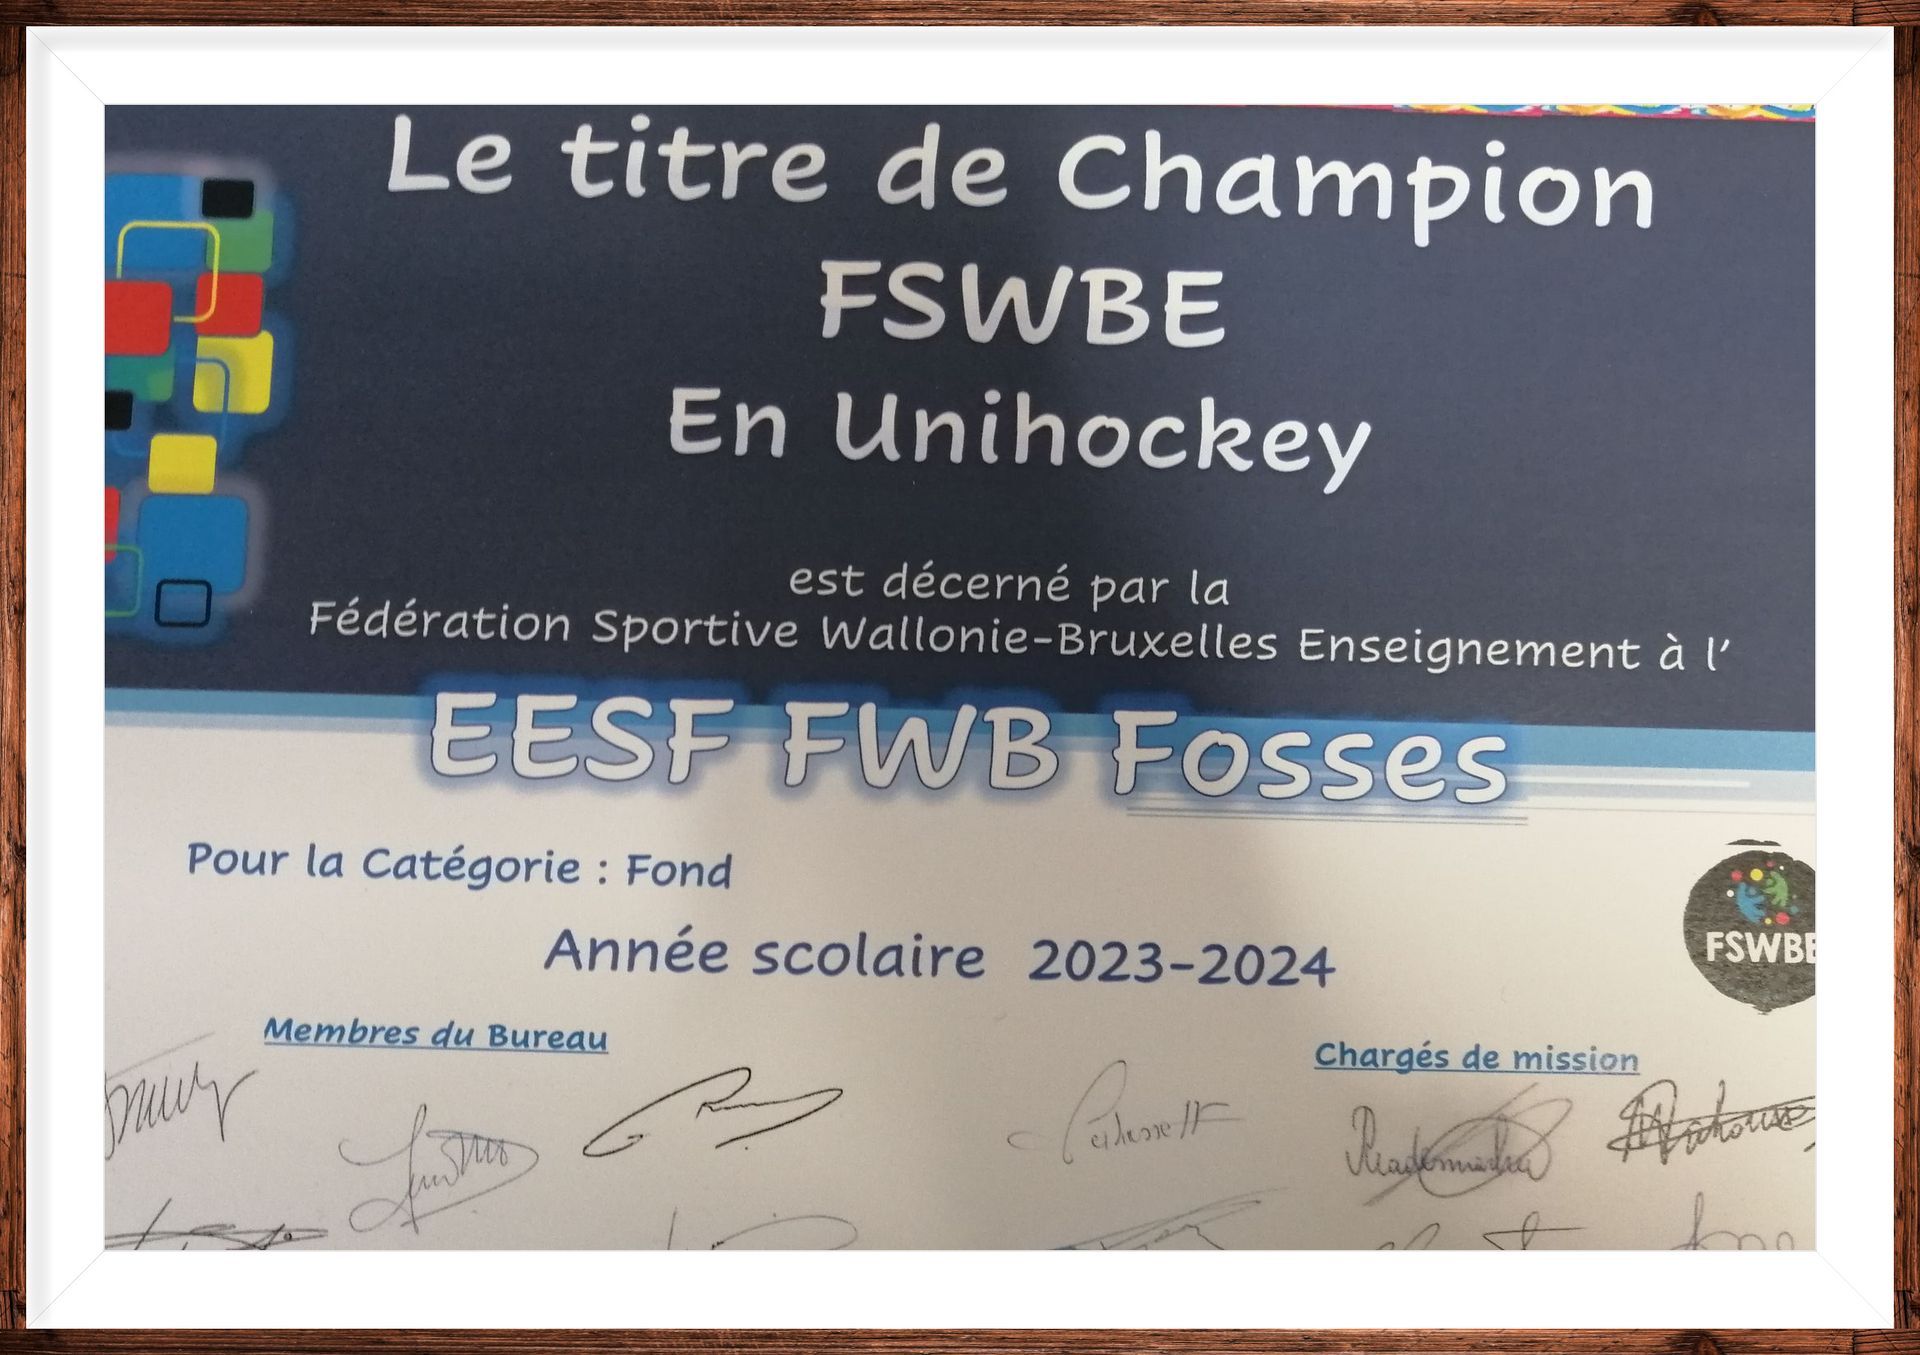 Le titre de Champion
FSWBE
En Unihockey
est décerné par la
Fédération Sportive Wallonie-Bruxelles Enseignement à l'
EESF FWB Fosses
Pour la Catégorie : Fond
Année scolaire 2023-2024
FSWBE
Membres du Bureau
Chargés de mission